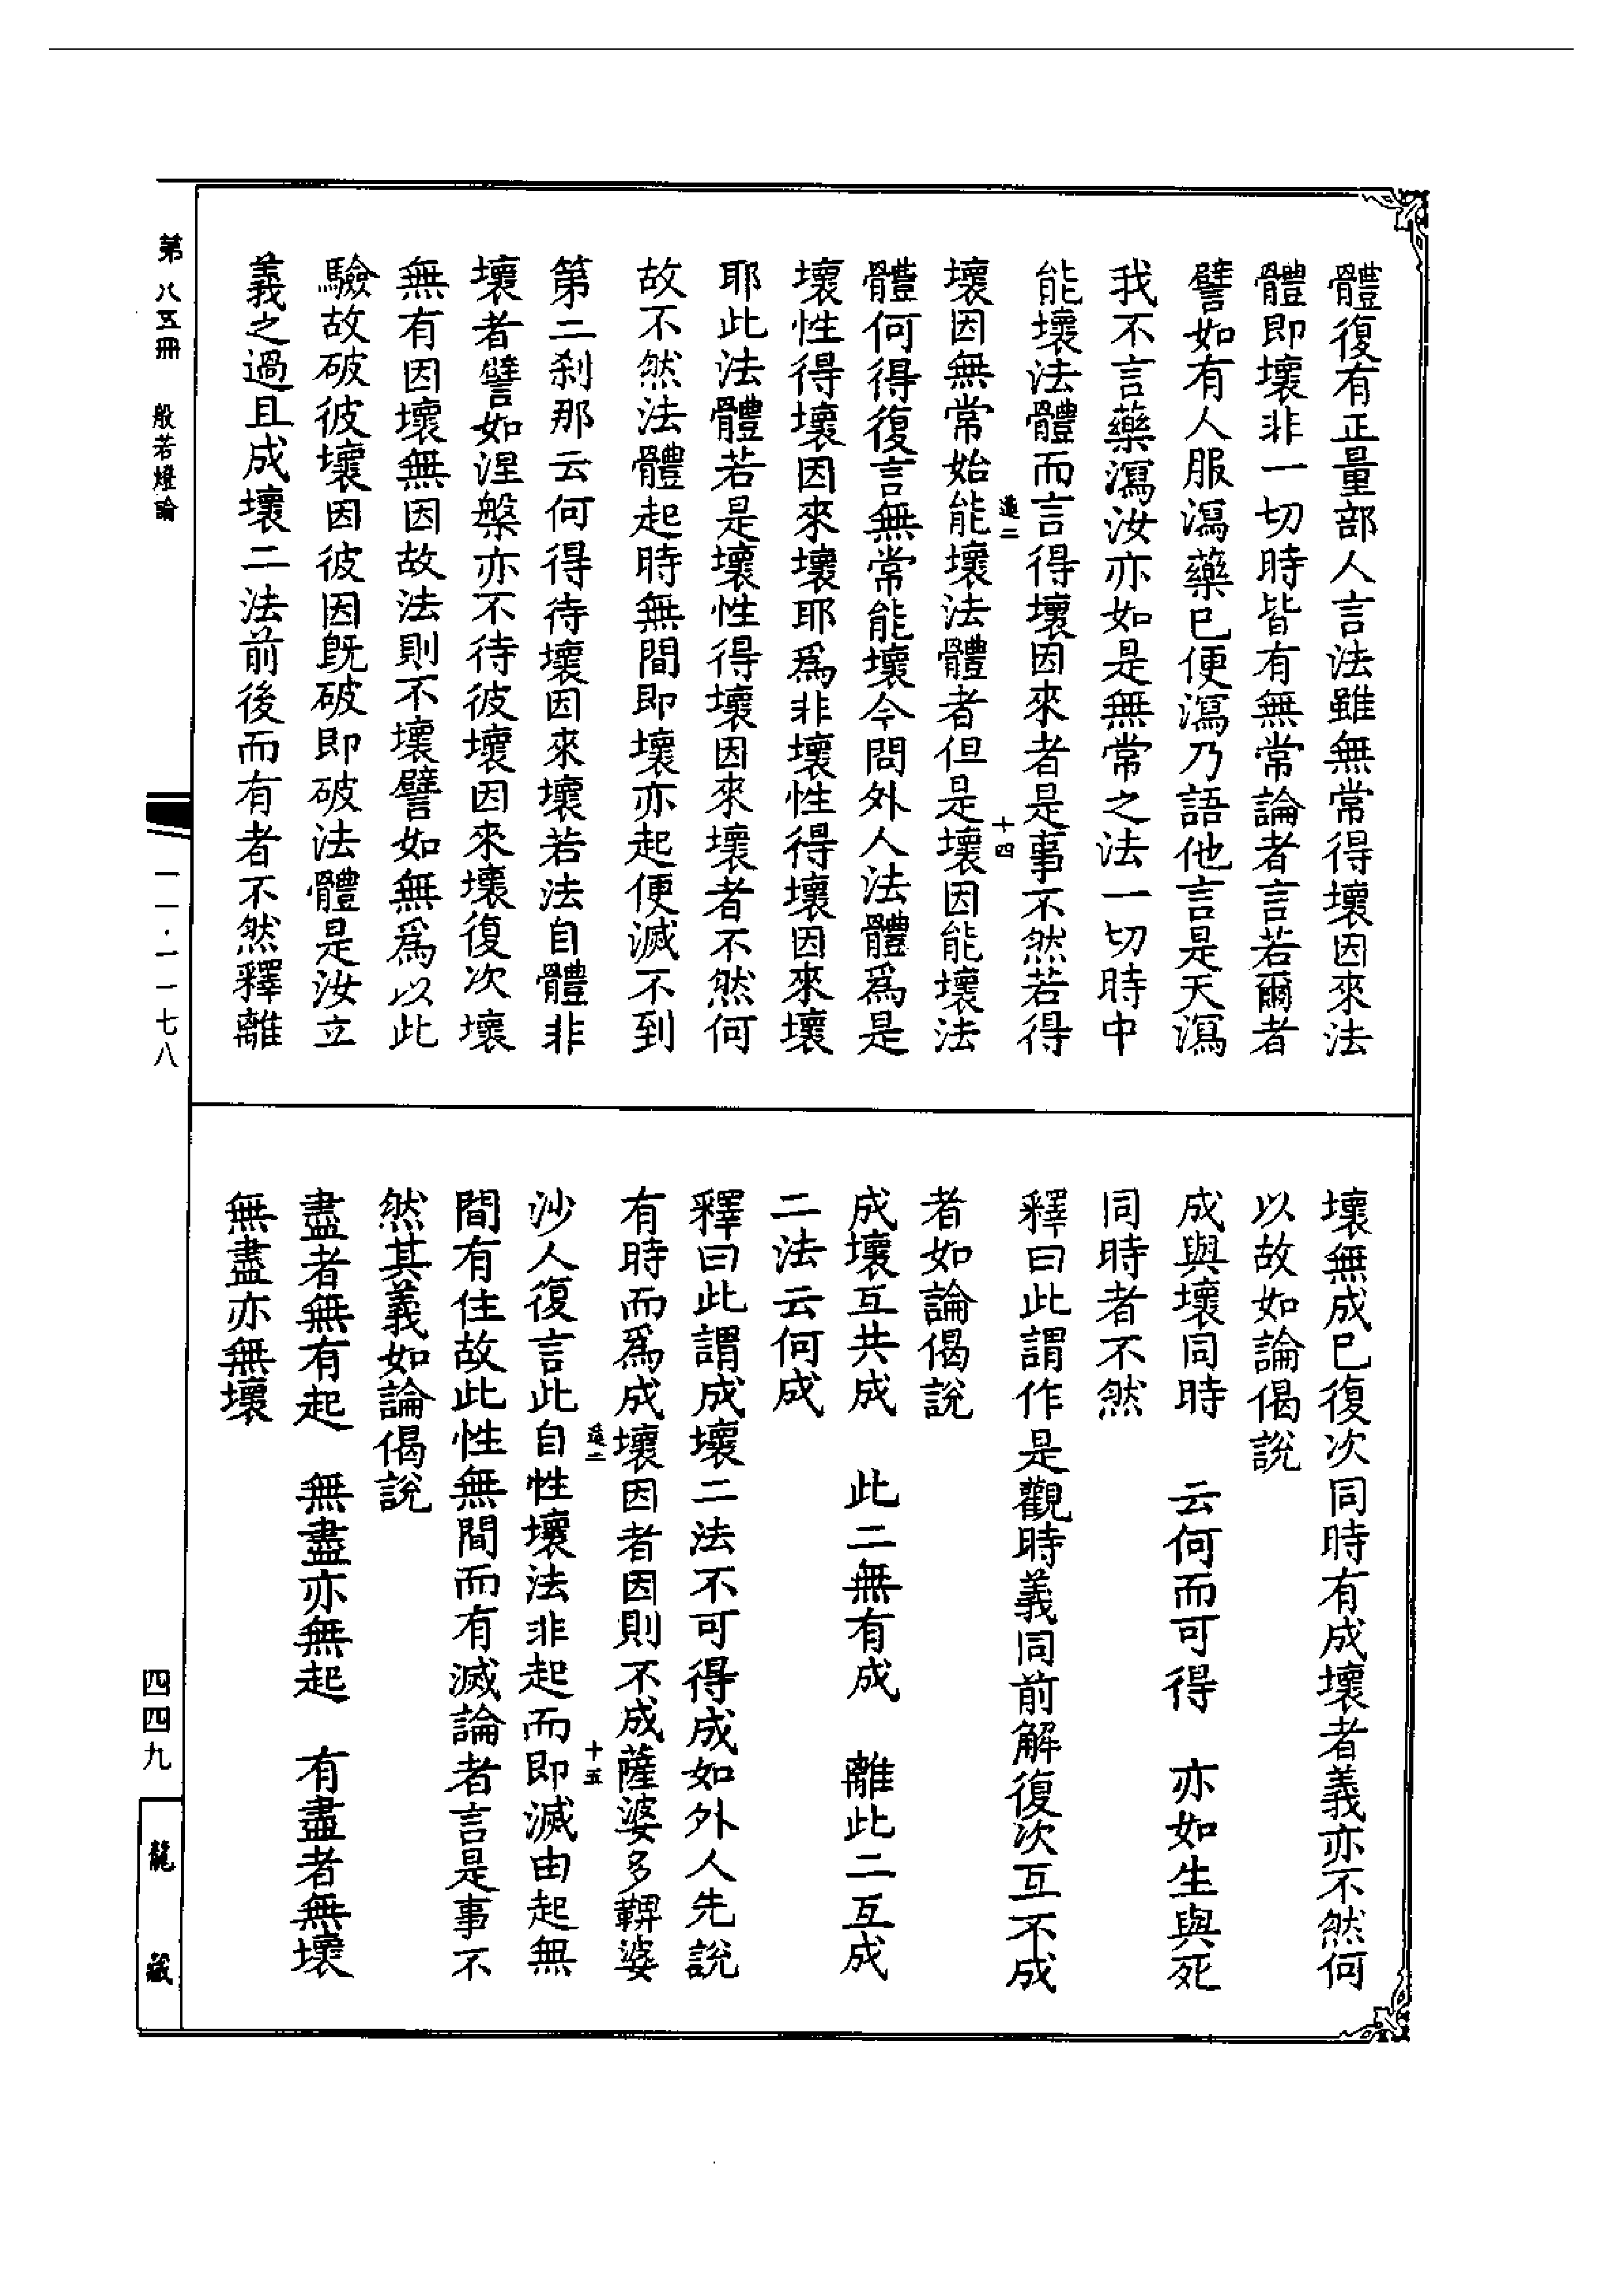 體復有正量部人言法雖無常得壞因來法
體即壞非一切時皆有無常論者言若爾者
譬如有人服瀉藥已便瀉乃語他言是天瀉
我不言藥瀉汝亦如是無常之法一切時中
能壞法體而言得壞因來者是事不然若得
壞因無常始能壞法體者但是壞因能壞法
體何得復言無常能壞今問外人法體爲是
壞性得壞因來壞耶爲非壞性得壞因來壞
耶此法體若是壞性得壞因來壞者不然何
故不然法體起時無間即壞亦起便滅不到
第二刹那云何得待壞因來壞若法自體非
壞者譬如涅槃亦不待彼壞因來壞復次壞
無有因壞無因故法則不壞譬如無爲以此
驗故破彼壞因彼因既破即破法體是汝立
義之過且成壞二法前後而有者不然釋離
壞無成已復次同時有成壞者義亦不然何
以故如論偈說
成與壞同時　云何而可得　亦如生與死
同時者不然
釋曰此謂作是觀時義同前解復次互不成
者如論偈說
成壞互共成　此二無有成　離此二互成
二法云何成
釋曰此謂成壞二法不可得成如外人先說
有時而爲成壞因者因則不成薩婆多鞞婆
沙人復言此自性壞法非起而即滅由起無
間有住故此性無間而有滅論者言是事不
然其義如論偈說
盡者無有起　無盡亦無起　有盡者無壞
無盡亦無壞
十四
十五
第八五冊　般若燈論
一一·一一七八
四四九
龍藏